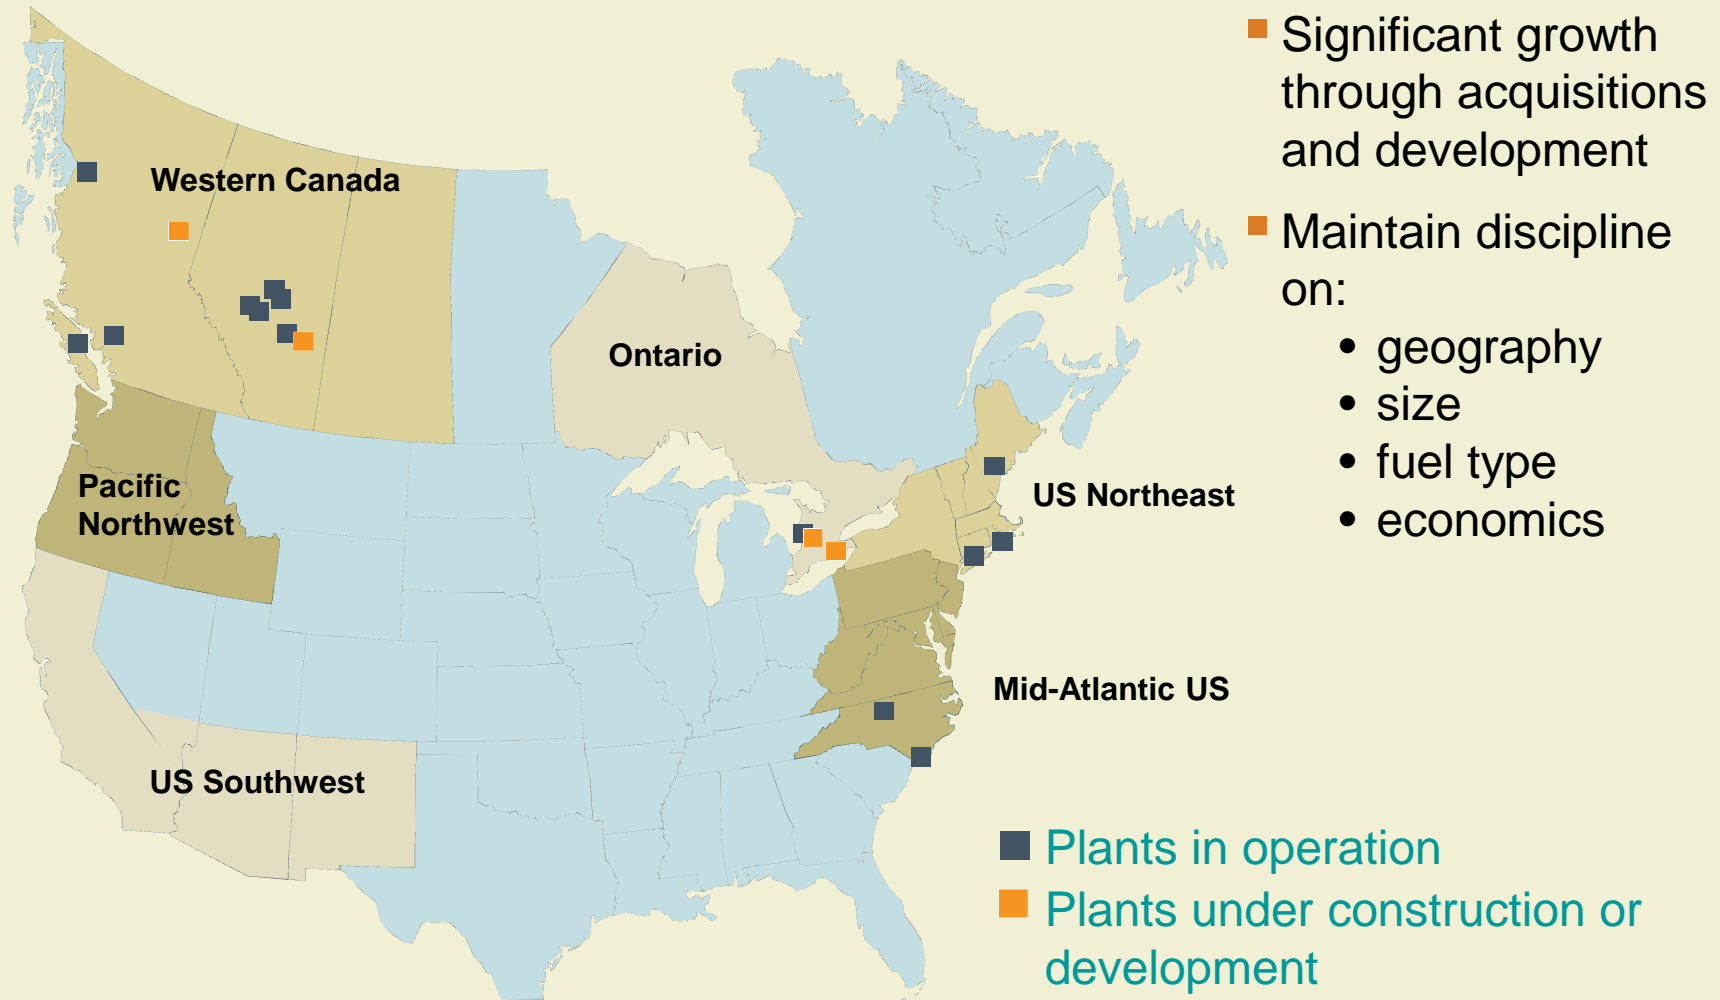 Significant growth
through acquisitions
and development
Maintain discipline
on:
• geography
• size
• fuel type
• economics
Western Canada
Ontario
Pacific
Northwest
US Northeast
Mid-Atlantic US
US Southwest
Plants in operation
Plants under construction or
development